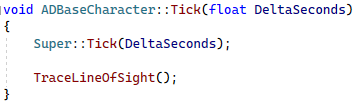 void ADBaseCharacter::Tick(float DeltaSeconds)
{
    Super::Tick(DeltaSeconds);

    TraceLineOfSight();
}